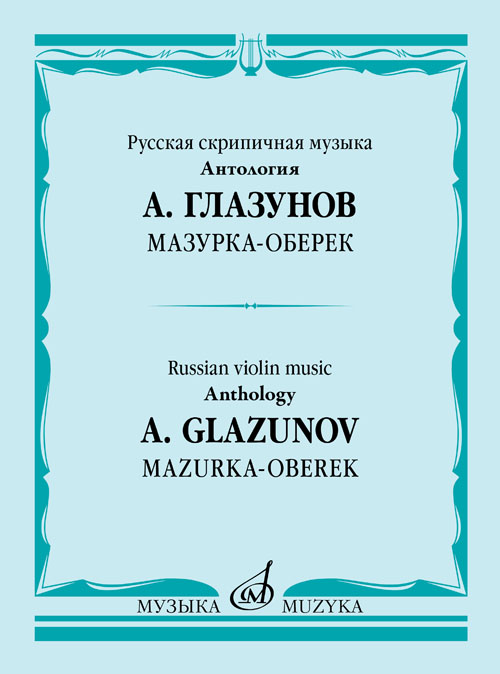 Русская скрипичная музыка
Антология
А. ГЛАЗУНОВ
МАЗУРКА-ОБЕРЕК
Russian violin music
Anthology
A. GLAZUNOV
MAZURKA-OBEREK
МУЗЫКА М MUZYKA